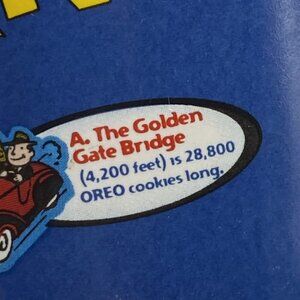 A. The Golden
Gate Bridge
(4,200 feet) is 28,800
OREO cookies long.